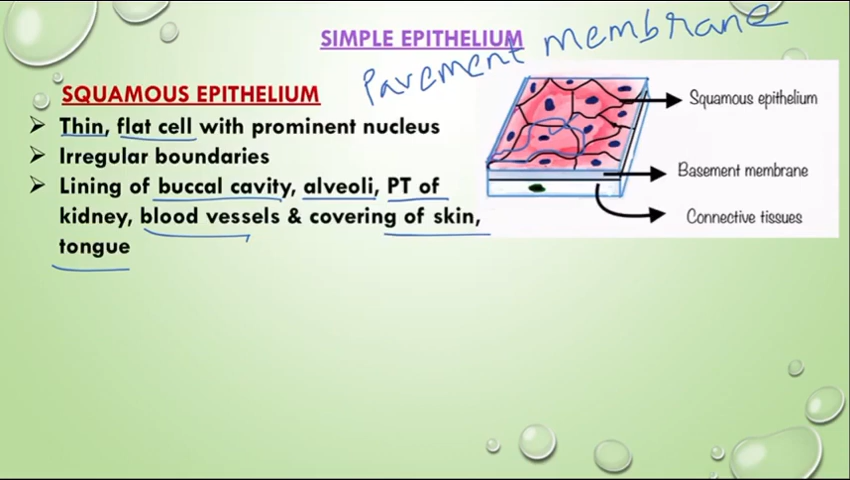 SIMPLE EPITHELIUM
Pavement membrane
SQUAMOUS EPITHELIUM
➢ Thin, flat cell with prominent nucleus
➢ Irregular boundaries
➢ Lining of buccal cavity, alveoli, PT of
kidney, blood vessels & covering of skin,
tongue
Squamous epithelium
Basement membrane
Connective tissues